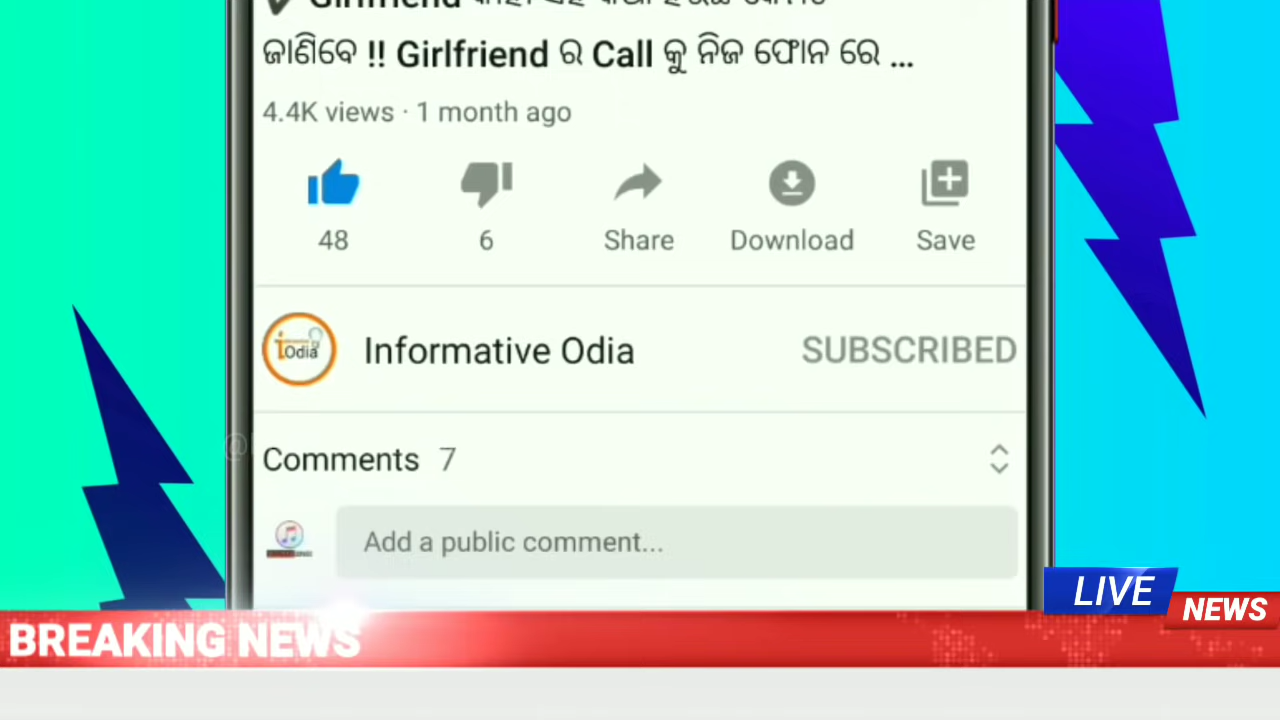 ଜାଣିବେ !! Girlfriend ର Call କୁ ନିଜ ଫୋନ ରେ ...
4.4K views · 1 month ago
48
6
Share
Download
Save
Odia
Informative Odia
SUBSCRIBED
Comments 7
Add a public comment...
LIVE
NEWS
BREAKING NEWS